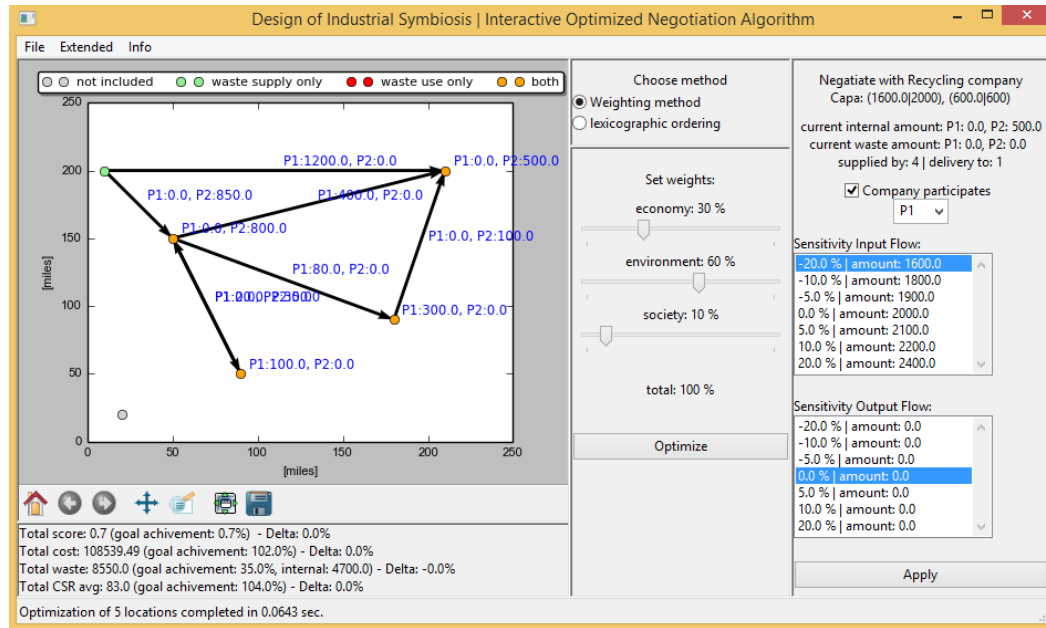 Design of Industrial Symbiosis | Interactive Optimized Negotiation Algorithm
File Extended Info
not included waste supply only waste use only both
250
200
150
100
50
0
[miles]
P1:1200.0, P2:0.0
P1:0.0, P2:500.0
P1:0.0, P2:850.0
P1:400.0, P2:0.0
P1:0.0, P2:800.0
P1:0.0, P2:100.0
P1:80.0, P2:0.0
P1:300.0, P2:0.0
P1:100.0, P2:0.0
0 50 100 150 200 250
[miles]
Total score: 0.7 (goal achivement: 0.7%) - Delta: 0.0%
Total cost: 108539.49 (goal achivement: 102.0%) - Delta: 0.0%
Total waste: 8550.0 (goal achivement: 35.0%, internal: 4700.0) - Delta: -0.0%
Total CSR avg: 83.0 (goal achivement: 104.0%) - Delta: 0.0%
Optimization of 5 locations completed in 0.0643 sec.
Choose method
Weighting method
lexicographic ordering
Set weights:
economy: 30 %
environment: 60 %
society: 10 %
total: 100 %
Optimize
Negatiate with Recycling company
Capa: (1600.0|2000), (600.0|600)
current internal amount: P1: 0.0, P2: 500.0
current waste amount: P1: 0.0, P2: 0.0
supplied by: 4 | delivery to: 1
Company participates
P1
Sensitivity Input Flow:
-20.0 % | amount: 1600.0
-10.0 % | amount: 1800.0
-5.0 % | amount: 1900.0
0.0 % | amount: 2000.0
5.0 % | amount: 2100.0
10.0 % | amount: 2200.0
20.0 % | amount: 2400.0
Sensitivity Output Flow:
-20.0 % | amount: 0.0
-10.0 % | amount: 0.0
-5.0 % | amount: 0.0
0.0 % | amount: 0.0
5.0 % | amount: 0.0
10.0 % | amount: 0.0
20.0 % | amount: 0.0
Apply